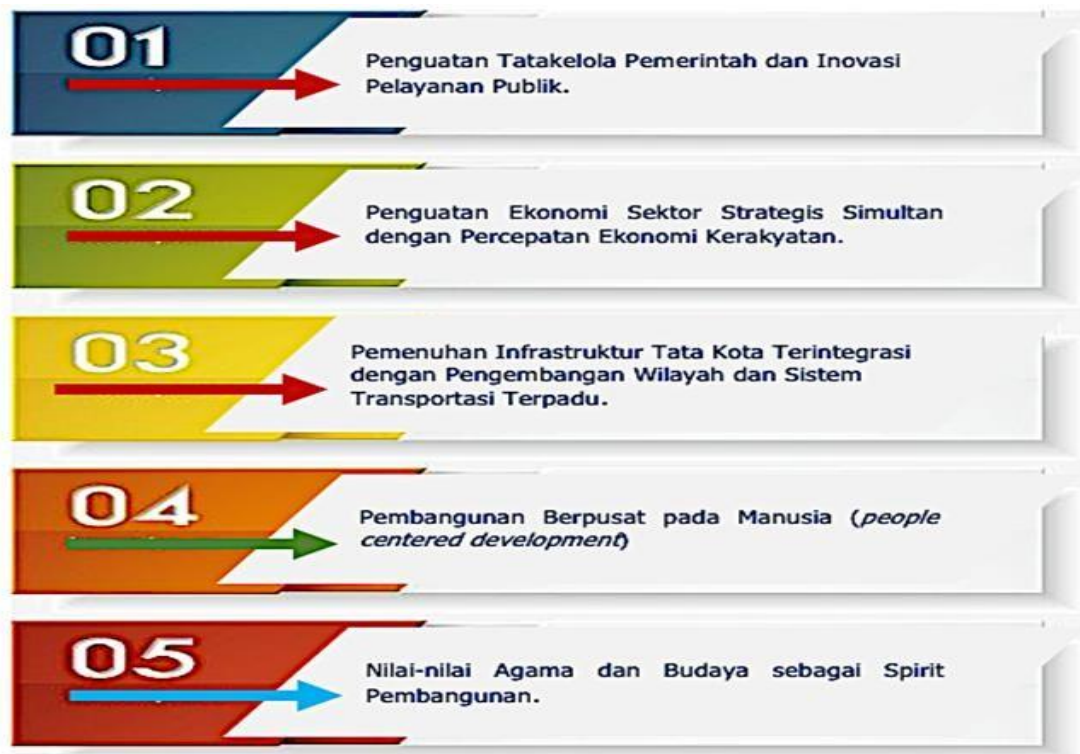 01
Penguatan Tatakelola Pemerintah dan Inovasi
Pelayanan Publik.
02
Penguatan Ekonomi Sektor Strategis Simultan
dengan Percepatan Ekonomi Kerakyatan.
03
Pemenuhan Infrastruktur Tata Kota Terintegrasi
dengan Pengembangan Wilayah dan Sistem
Transportasi Terpadu.
04
Pembangunan Berpusat pada Manusia (people
centered development)
05
Nilai-nilai Agama dan Budaya sebagai Spirit
Pembangunan.